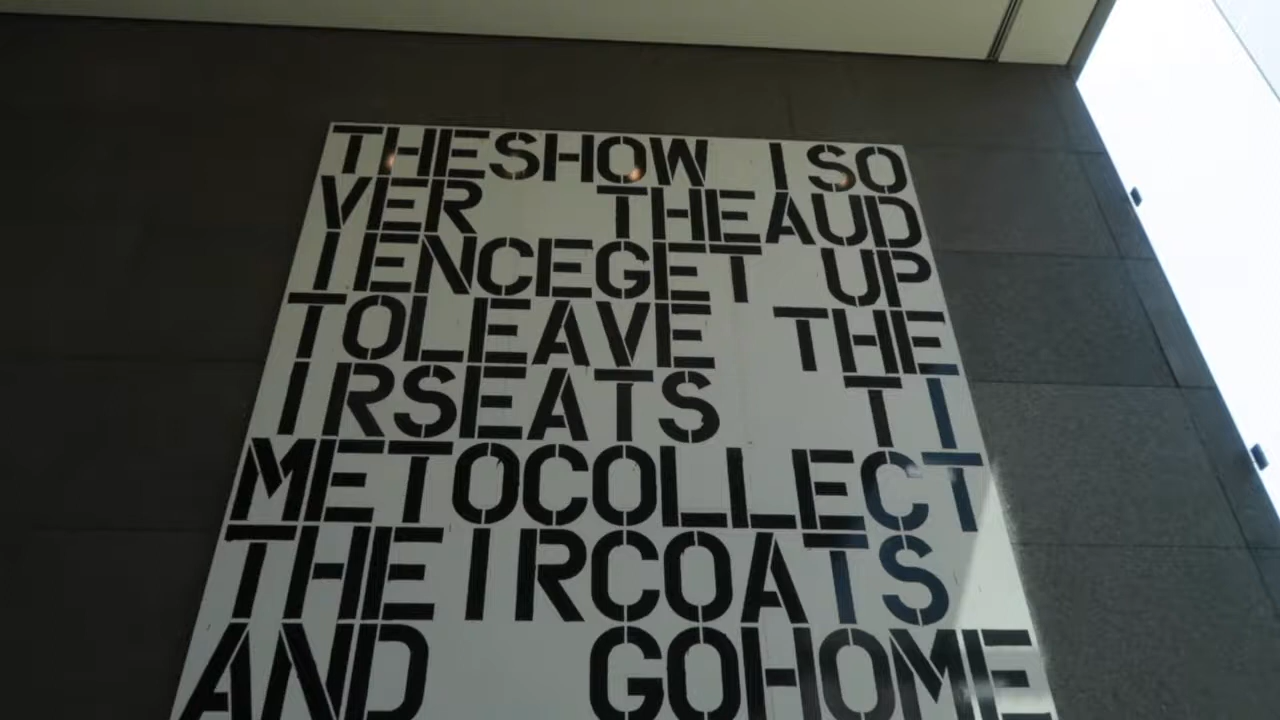 THESHOW ISO
VER THEAUD
IENCEGET UP
TOLEAVE THE
IRSEATS TI
METOCOLLECT
THEIRCOATS
AND GOHOME